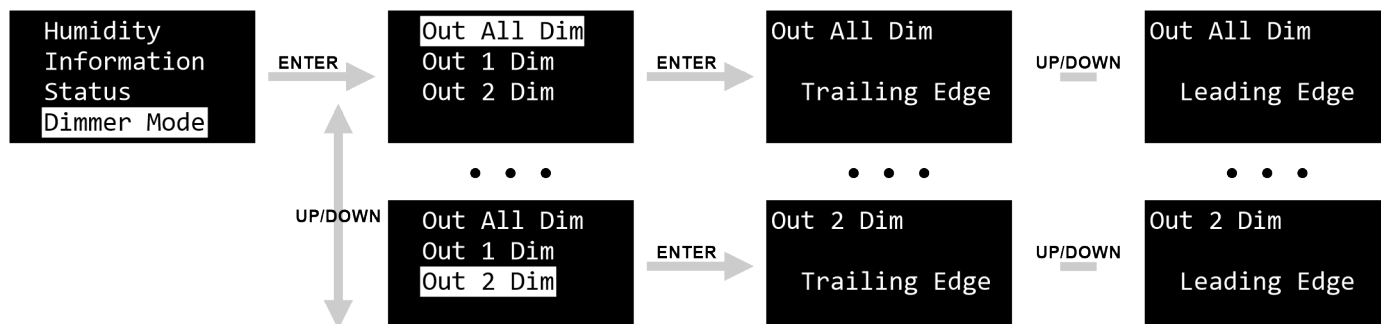 Humidity
Information
Status
Dimmer Mode
ENTER
Out All Dim
Out 1 Dim
Out 2 Dim
ENTER
Out All Dim
Trailing Edge
UP/DOWN
Out All Dim
Leading Edge
UP/DOWN
Out All Dim
Out 1 Dim
Out 2 Dim
ENTER
Out 2 Dim
Trailing Edge
UP/DOWN
Out 2 Dim
Leading Edge